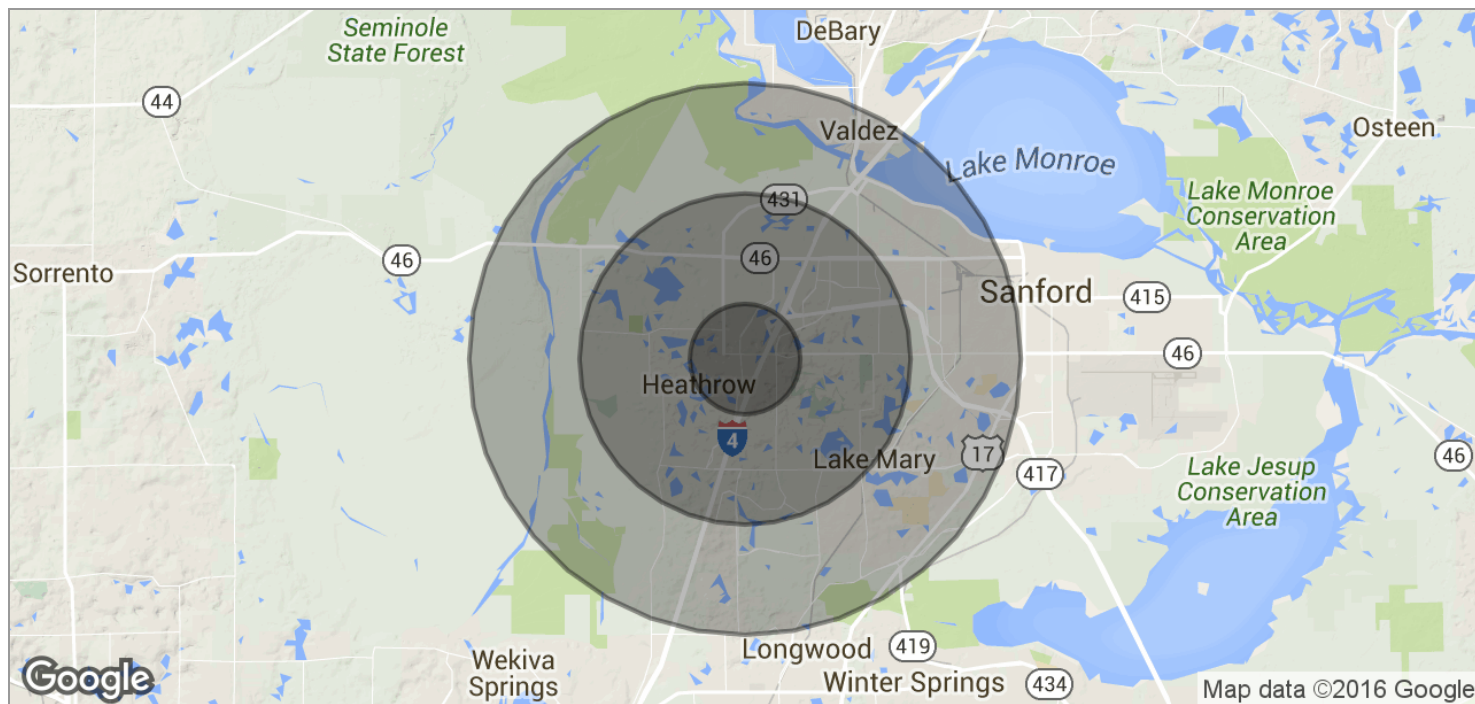 Seminole
State Forest
DeBary
44
Valdez
Osteen
Lake Monroe
431
Lake Monroe
Conservation
Area
46
46
Sorrento
Sanford
415
46
Heathrow
4
Lake Mary
17
417
46
Lake Jesup
Conservation
Area
Longwood
419
Wekiva
Springs
Winter Springs
434
Google
Map data ©2016 Google